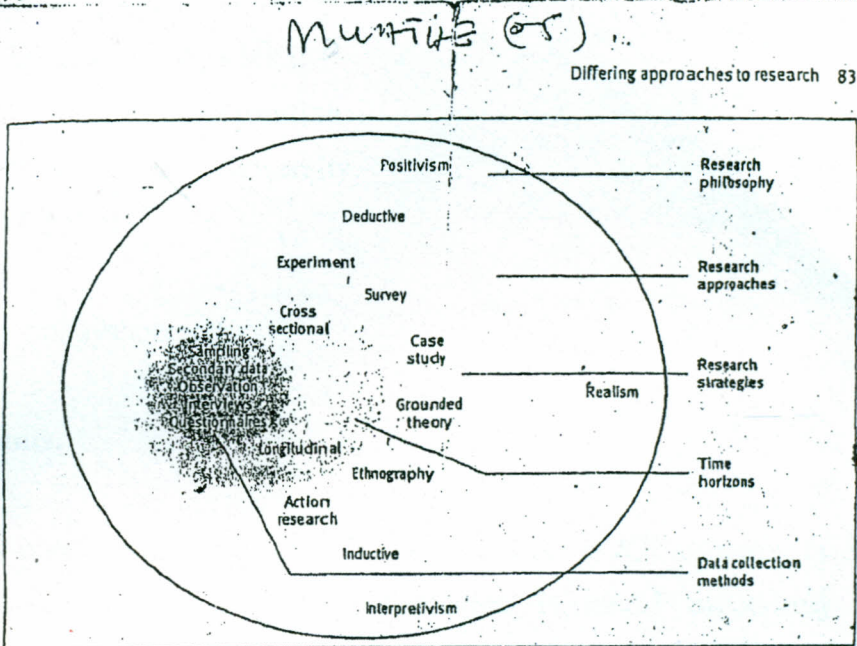 Differing approaches to research 83
Positivism
Research
philosophy
Deductive
Experiment
Research
approaches
Survey
Cross
sectional
Case
study
Sampling
Secondary data
Observation
Interviews
Questionnaires
Research
strategies
Realism
Grounded
theory
Longitudinal
Ethnography
Time
horizons
Action
research
Inductive
Data collection
methods
Interpretivism